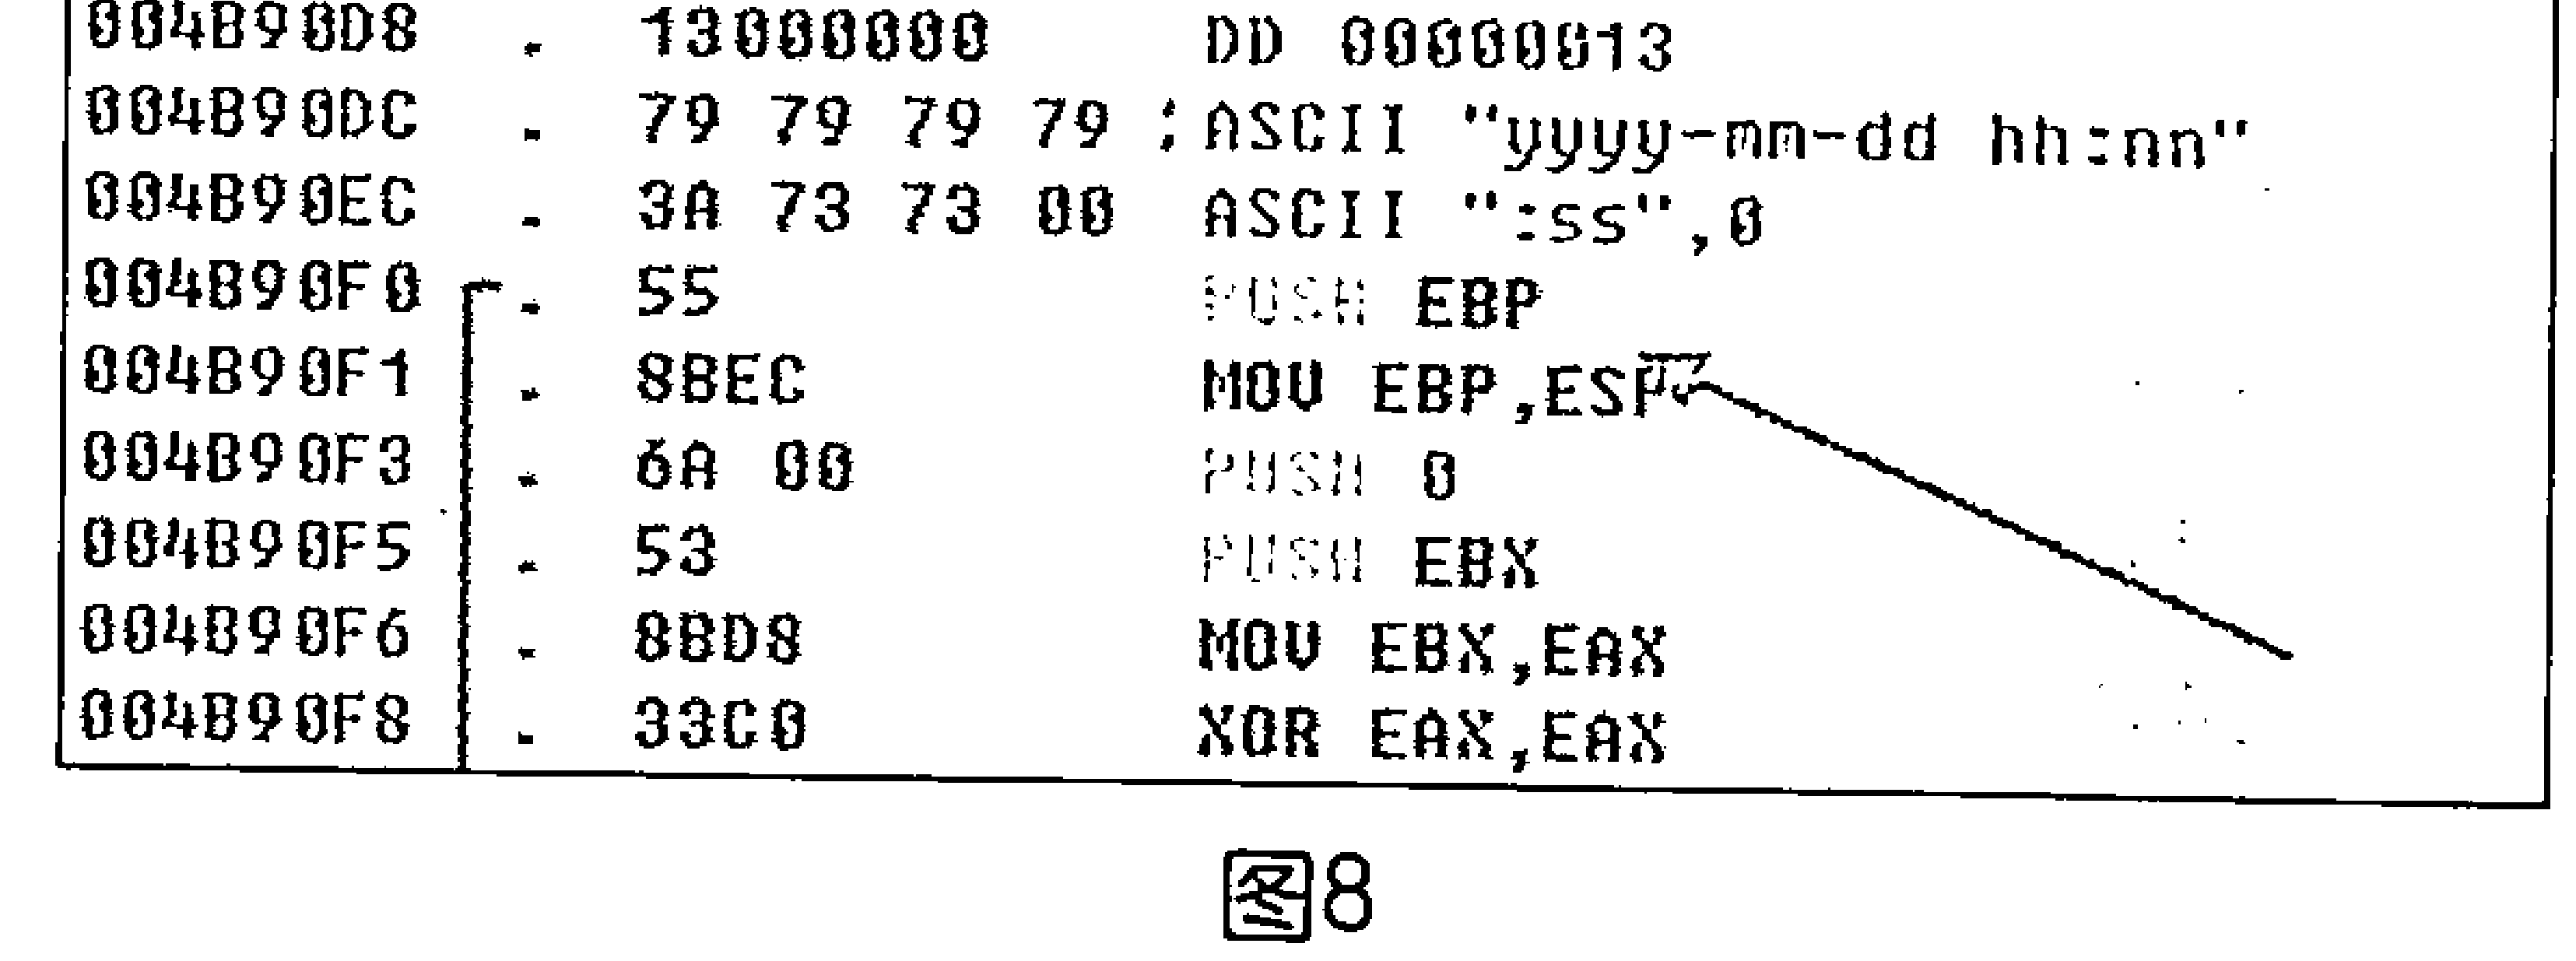 004B90D8 . 13000000 DD 00000013
004B90DC . 79 79 79 79 ; ASCII "yyyy-mm-dd hh:nn"
004B90EC . 3A 73 73 00 ASCII ":ss",0
004B90F0 . 55 PUSH EBP
004B90F1 . 8BEC MOV EBP,ESP
004B90F3 . 6A 00 PUSH 0
004B90F5 . 53 PUSH EBX
004B90F6 . 8BD8 MOV EBX,EAX
004B90F8 . 33C0 XOR EAX,EAX
图8